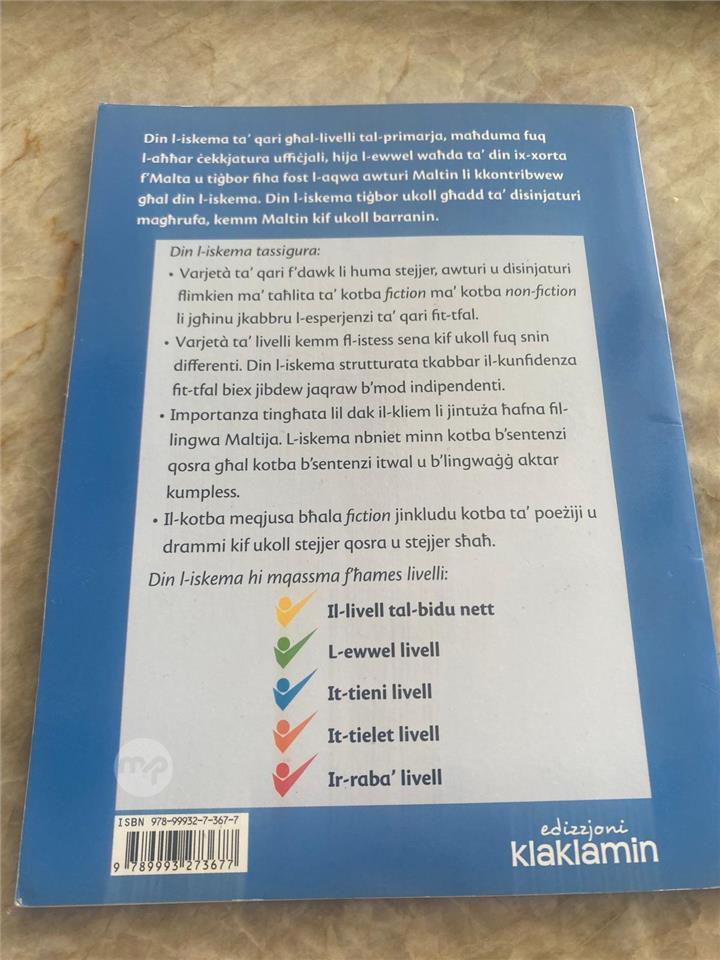 Din l-iskema ta' qari għal-livelli tal-primarja, maħduma fuq
l-aħħar ċekkjatura uffiċjali, hija l-ewwel waħda ta' din ix-xorta
f'Malta u tiġbor fiha fost l-aqwa awturi Maltin li kkontribwew
għal din l-iskema. Din l-iskema tiġbor ukoll għadd ta' disinjaturi
magħrufa, kemm Maltin kif ukoll barranin.
Din l-iskema tassigura:
• Varjetà ta' qari f'dawk li huma stejjer, awturi u disinjaturi
flimkien ma' taħlita ta' kotba fiction ma' kotba non-fiction
li jgħinu jkabbru l-esperjenzi ta' qari fit-tfal.
• Varjetà ta' livelli kemm fl-istess sena kif ukoll fuq snin
differenti. Din l-iskema strutturata tkabbar il-kunfidenza
fit-tfal biex jibdew jaqraw b'mod indipendenti.
• Importanza tingħata lil dak il-kliem li jintuża ħafna fil-
lingwa Maltija. L-iskema nbniet minn kotba b'sentenzi
qosra għal kotba b'sentenzi itwal u b'lingwaġġ aktar
kumpless.
• Il-kotba meqjusa bħala fiction jinkludu kotba ta' poeżiji u
drammi kif ukoll stejjer qosra u stejjer sħaħ.
Din l-iskema hi mqassma f'ħames livelli:
Il-livell tal-bidu nett
L-ewwel livell
It-tieni livell
It-tielet livell
Ir-raba' livell
mp
ISBN 978-99932-7-367-7
9 789993 273677
edizzjoni
klaklamin